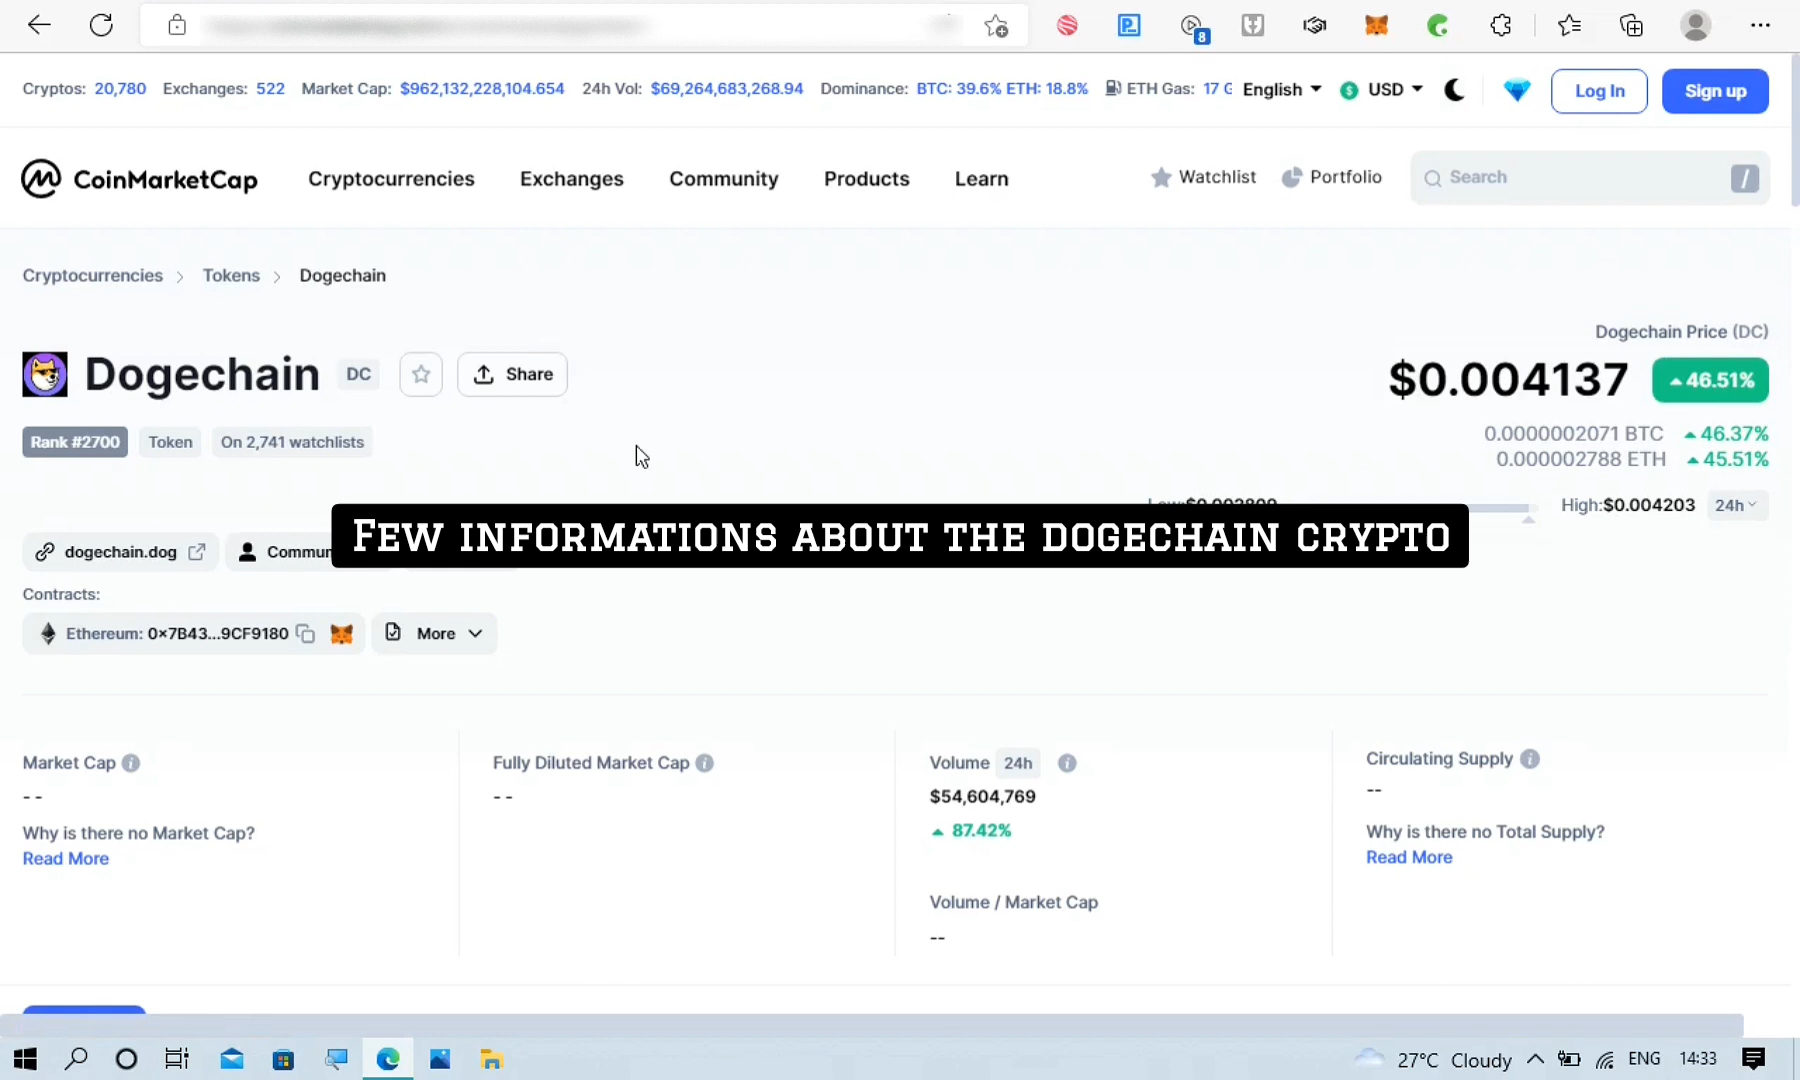 8
Cryptos: 20,780 Exchanges: 522 Market Cap: $962,132,228,104.654 24h Vol: $69,264,683,268.94 Dominance: BTC: 39.6% ETH: 18.8% ETH Gas: 17 G English USD Log In Sign up
CoinMarketCap Cryptocurrencies Exchanges Community Products Learn Watchlist Portfolio Search /
Cryptocurrencies > Tokens > Dogechain
Dogechain Price (DC)
Dogechain DC Share $0.004137 46.51%
Rank #2700 Token On 2,741 watchlists
0.0000002071 BTC 46.37%
0.000002788 ETH 45.51%
High:$0.004203 24h
Few informations about the dogechain crypto
dogechain.dog Commun
Contracts:
Ethereum: 0x7B43...9CF9180 More
Market Cap Fully Diluted Market Cap Volume 24h Circulating Supply
-- -- $54,604,769 --
87.42%
Why is there no Market Cap? Why is there no Total Supply?
Read More Read More
Volume / Market Cap
--
27°C Cloudy ENG 14:33